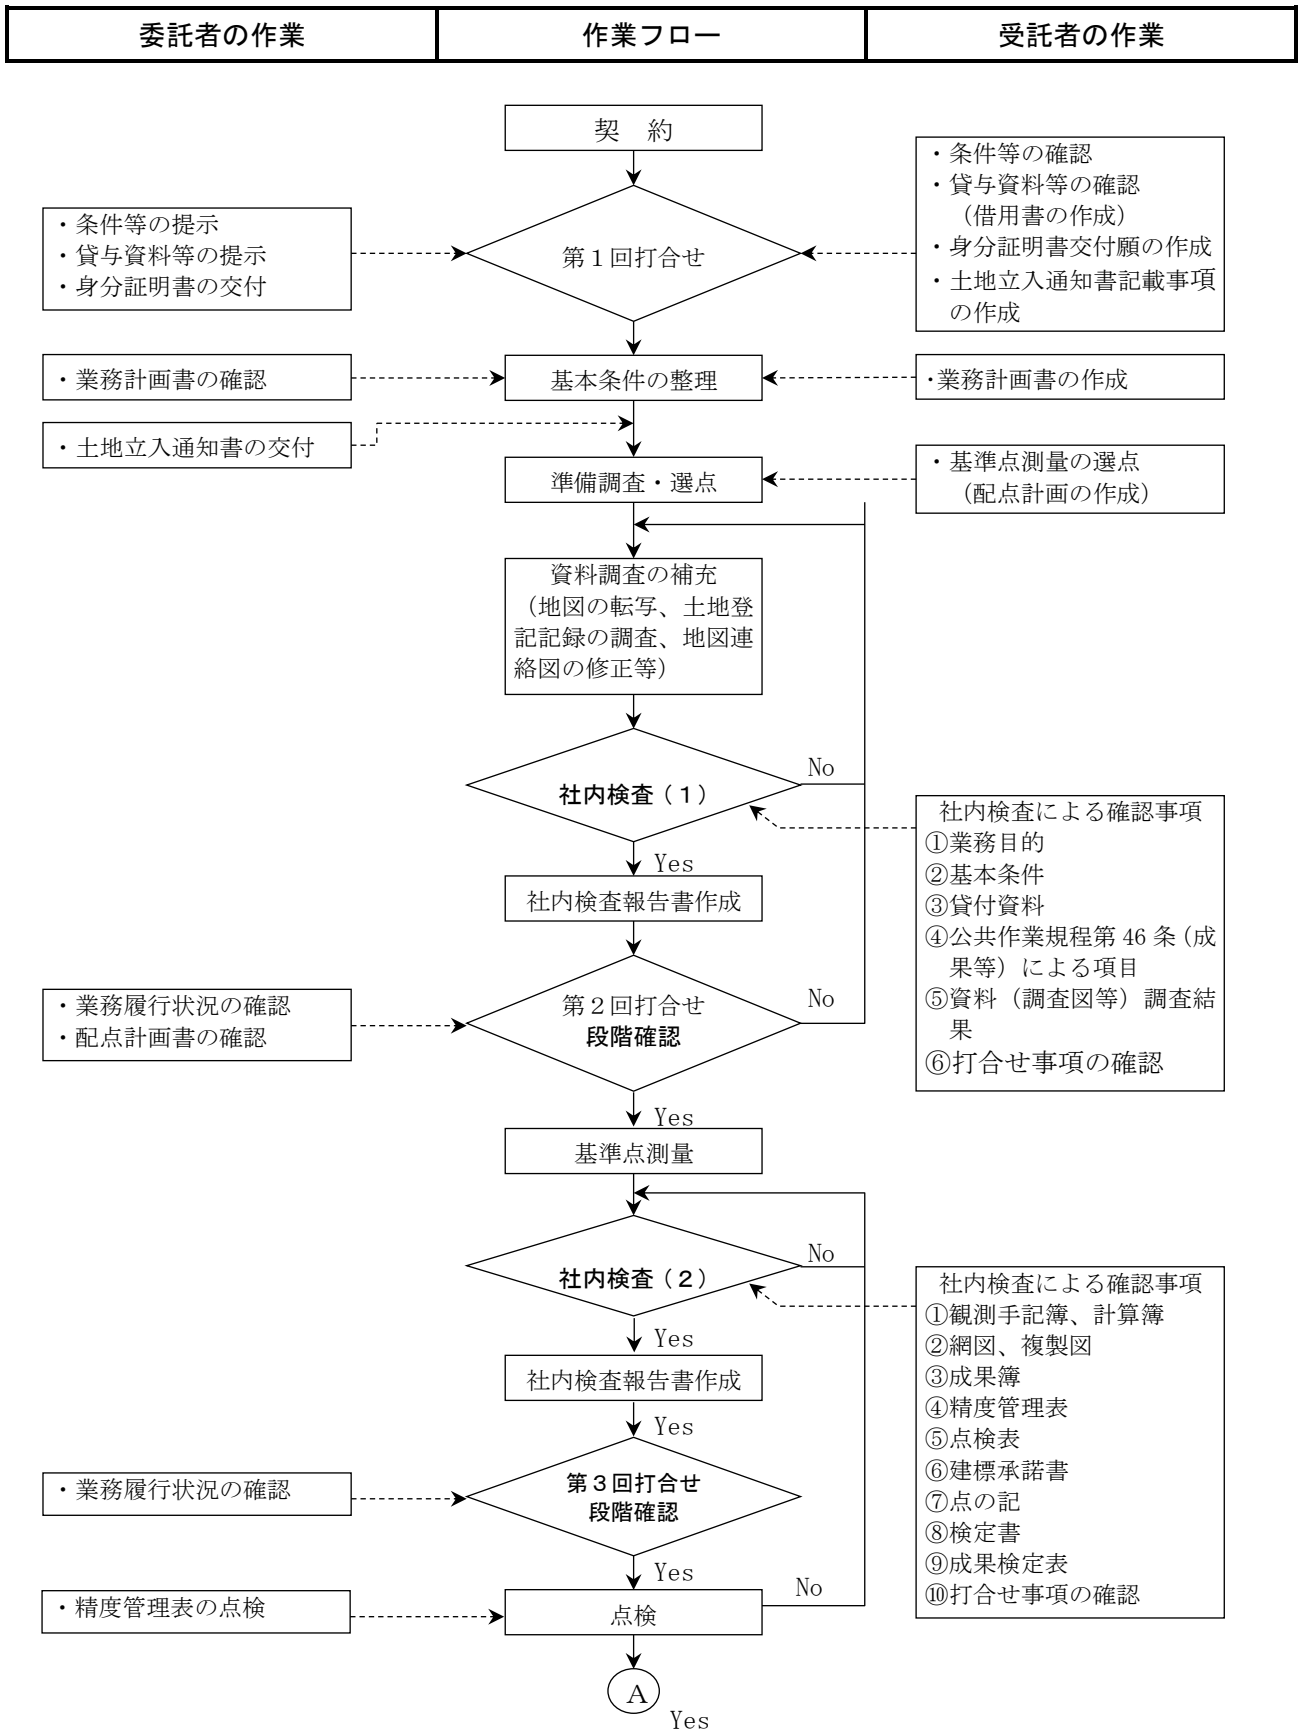 委託者の作業
作業フロー
受託者の作業
契　約
・条件等の確認
・貸与資料等の確認
（借用書の作成）
・身分証明書交付願の作成
・土地立入通知書記載事項
の作成
・条件等の提示
・貸与資料等の提示
・身分証明書の交付
第１回打合せ
・業務計画書の確認
基本条件の整理
・業務計画書の作成
・土地立入通知書の交付
準備調査・選点
・基準点測量の選点
（配点計画の作成）
資料調査の補充
（地図の転写、土地登
記記録の調査、地図連
絡図の修正等）
社内検査（１）
No
Yes
社内検査による確認事項
①業務目的
②基本条件
③貸付資料
④公共作業規程第 46 条（成
果等）による項目
⑤資料（調査図等）調査結
果
⑥打合せ事項の確認
社内検査報告書作成
・業務履行状況の確認
・配点計画書の確認
第２回打合せ
段階確認
No
Yes
基準点測量
社内検査（２）
No
Yes
社内検査による確認事項
①観測手記簿、計算簿
②網図、複製図
③成果簿
④精度管理表
⑤点検表
⑥建標承諾書
⑦点の記
⑧検定書
⑨成果検定表
⑩打合せ事項の確認
社内検査報告書作成
Yes
・業務履行状況の確認
第３回打合せ
段階確認
Yes
No
・精度管理表の点検
点検
A
Yes